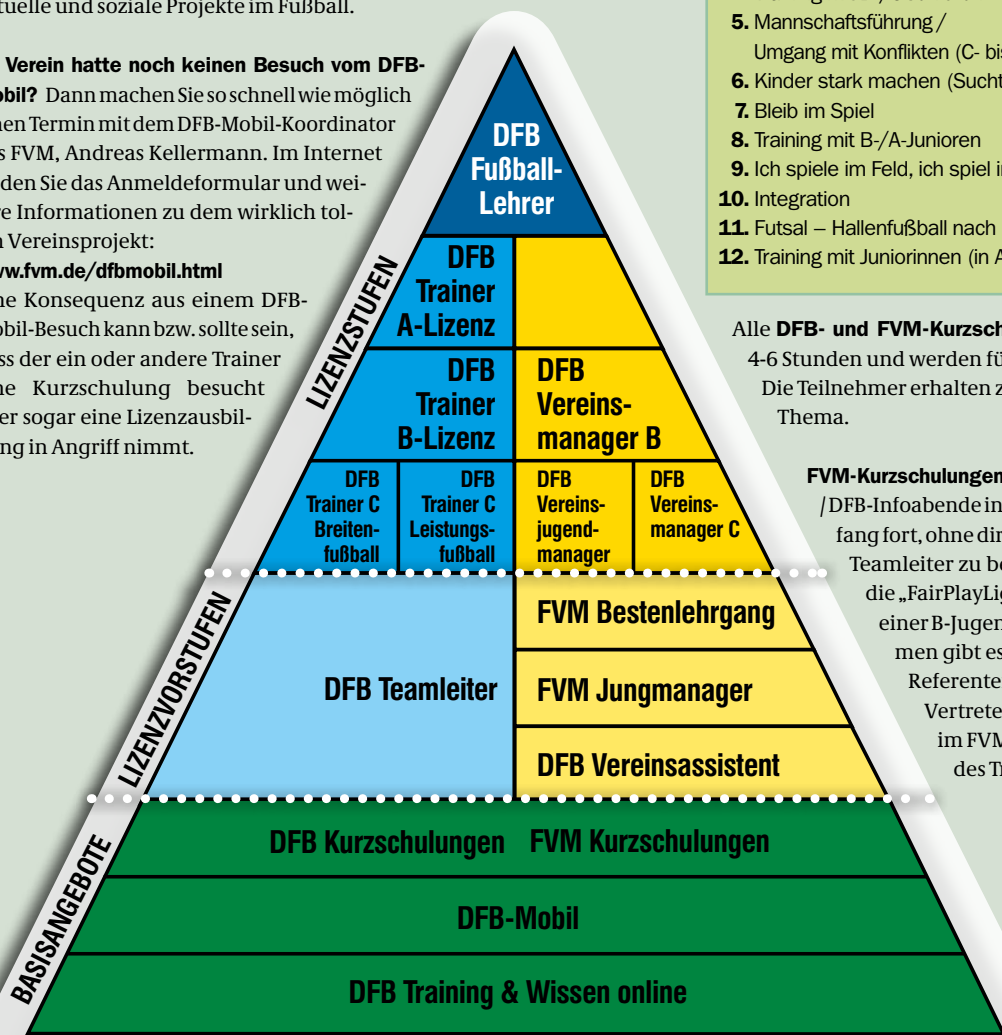 tuelle und soziale Projekte im Fußball.
Verein hatte noch keinen Besuch vom DFB-
Dann machen Sie so schnell wie möglich
Termin mit dem DFB-Mobil-Koordinator
FVM, Andreas Kellermann. Im Internet
den Sie das Anmeldeformular und wei-
Informationen zu dem wirklich tol-
Vereinsprojekt:
w.fvm.de/dfbmobil.html
ne Konsequenz aus einem DFB-
obil-Besuch kann bzw. sollte sein,
ss der ein oder andere Trainer
ne Kurzschulung besucht
er sogar eine Lizenzausbil-
ng in Angriff nimmt.
5. Mannschaftsführung /
Umgang mit Konflikten (C- bis
6. Kinder stark machen (Sucht
7. Bleib im Spiel
8. Training mit B-/A-Junioren
9. Ich spiele im Feld, ich spiel i
10. Integration
11. Futsal – Hallenfußball nach
12. Training mit Juniorinnen (in A
Alle DFB- und FVM-Kurzsch
4-6 Stunden und werden fü
Die Teilnehmer erhalten z
Thema.
FVM-Kurzschulungen
/DFB-Infoabende in
fang fort, ohne dir
Teamleiter zu be
die „FairPlayLi
einer B-Jugen
men gibt es
Referente
Vertrete
im FVM
des Tr
LIZENZSTUFEN
DFB
Fußball-
Lehrer
DFB
Trainer
A-Lizenz
DFB
Trainer
B-Lizenz
DFB
Vereins-
manager B
DFB
Trainer C
Breiten-
fußball
DFB
Trainer C
Leistungs-
fußball
DFB
Vereins-
jugend-
manager
DFB
Vereins-
manager C
LIZENZVORSTUFEN
DFB Teamleiter
FVM Bestenlehrgang
FVM Jungmanager
DFB Vereinsassistent
BASISANGEBOTE
DFB Kurzschulungen FVM Kurzschulungen
DFB-Mobil
DFB Training & Wissen online